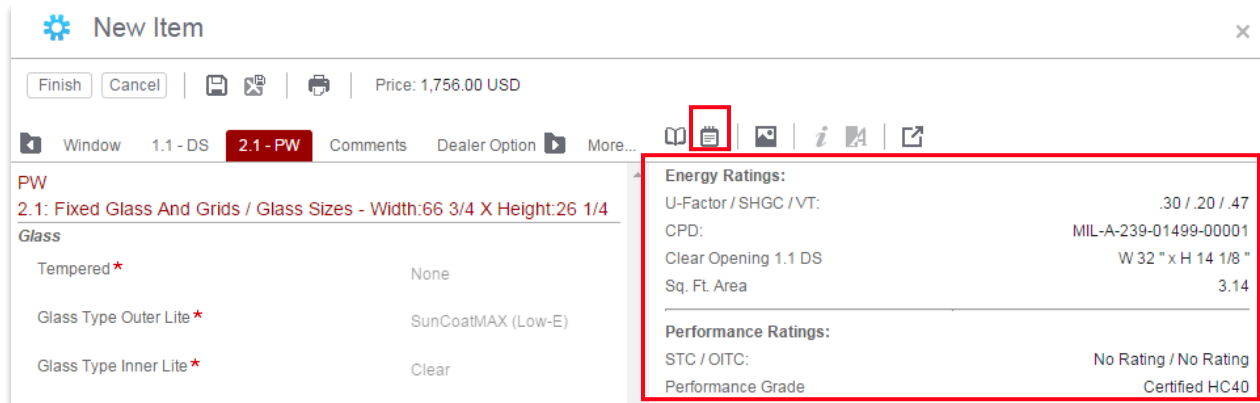 New Item
Finish Cancel Price: 1,756.00 USD
Window 1.1 - DS 2.1 - PW Comments Dealer Option More...
PW
2.1: Fixed Glass And Grids / Glass Sizes - Width:66 3/4 X Height:26 1/4
Glass
Tempered * None
Glass Type Outer Lite * SunCoatMAX (Low-E)
Glass Type Inner Lite * Clear
Energy Ratings:
U-Factor / SHGC / VT: .30 / .20 / .47
CPD: MIL-A-239-01499-00001
Clear Opening 1.1 DS W 32 " x H 14 1/8 "
Sq. Ft. Area 3.14
Performance Ratings:
STC / OITC: No Rating / No Rating
Performance Grade Certified HC40